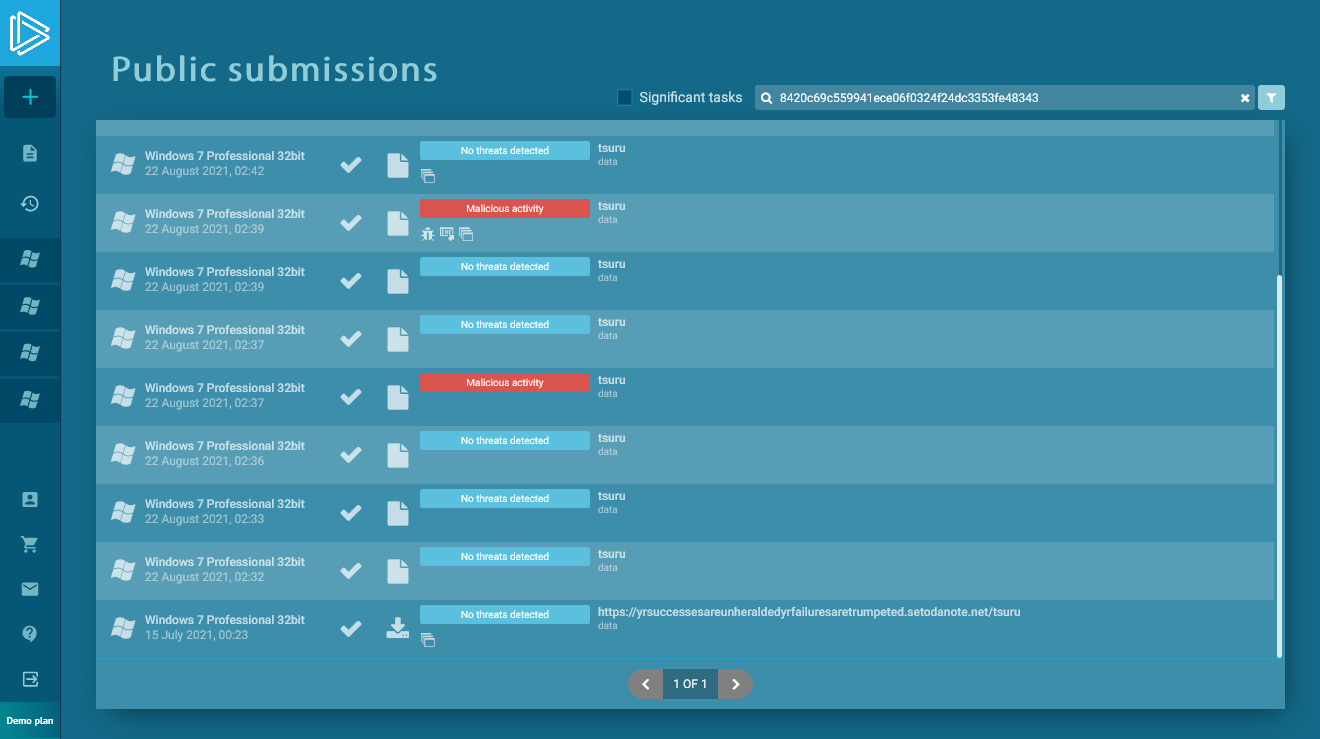 Public submissions
Significant tasks
8420c69c559941ece06f0324f24dc3353fe48343
Windows 7 Professional 32bit
22 August 2021, 02:42
No threats detected
tsuru
data
Windows 7 Professional 32bit
22 August 2021, 02:39
Malicious activity
tsuru
data
Windows 7 Professional 32bit
22 August 2021, 02:39
No threats detected
tsuru
data
Windows 7 Professional 32bit
22 August 2021, 02:37
No threats detected
tsuru
data
Windows 7 Professional 32bit
22 August 2021, 02:37
Malicious activity
tsuru
data
Windows 7 Professional 32bit
22 August 2021, 02:36
No threats detected
tsuru
data
Windows 7 Professional 32bit
22 August 2021, 02:33
No threats detected
tsuru
data
Windows 7 Professional 32bit
22 August 2021, 02:32
No threats detected
tsuru
data
Windows 7 Professional 32bit
15 July 2021, 00:23
No threats detected
https://yrsuccessesareunheraldedyrfailuresaretrumpeted.setodanote.net/tsuru
data
1 OF 1
Demo plan